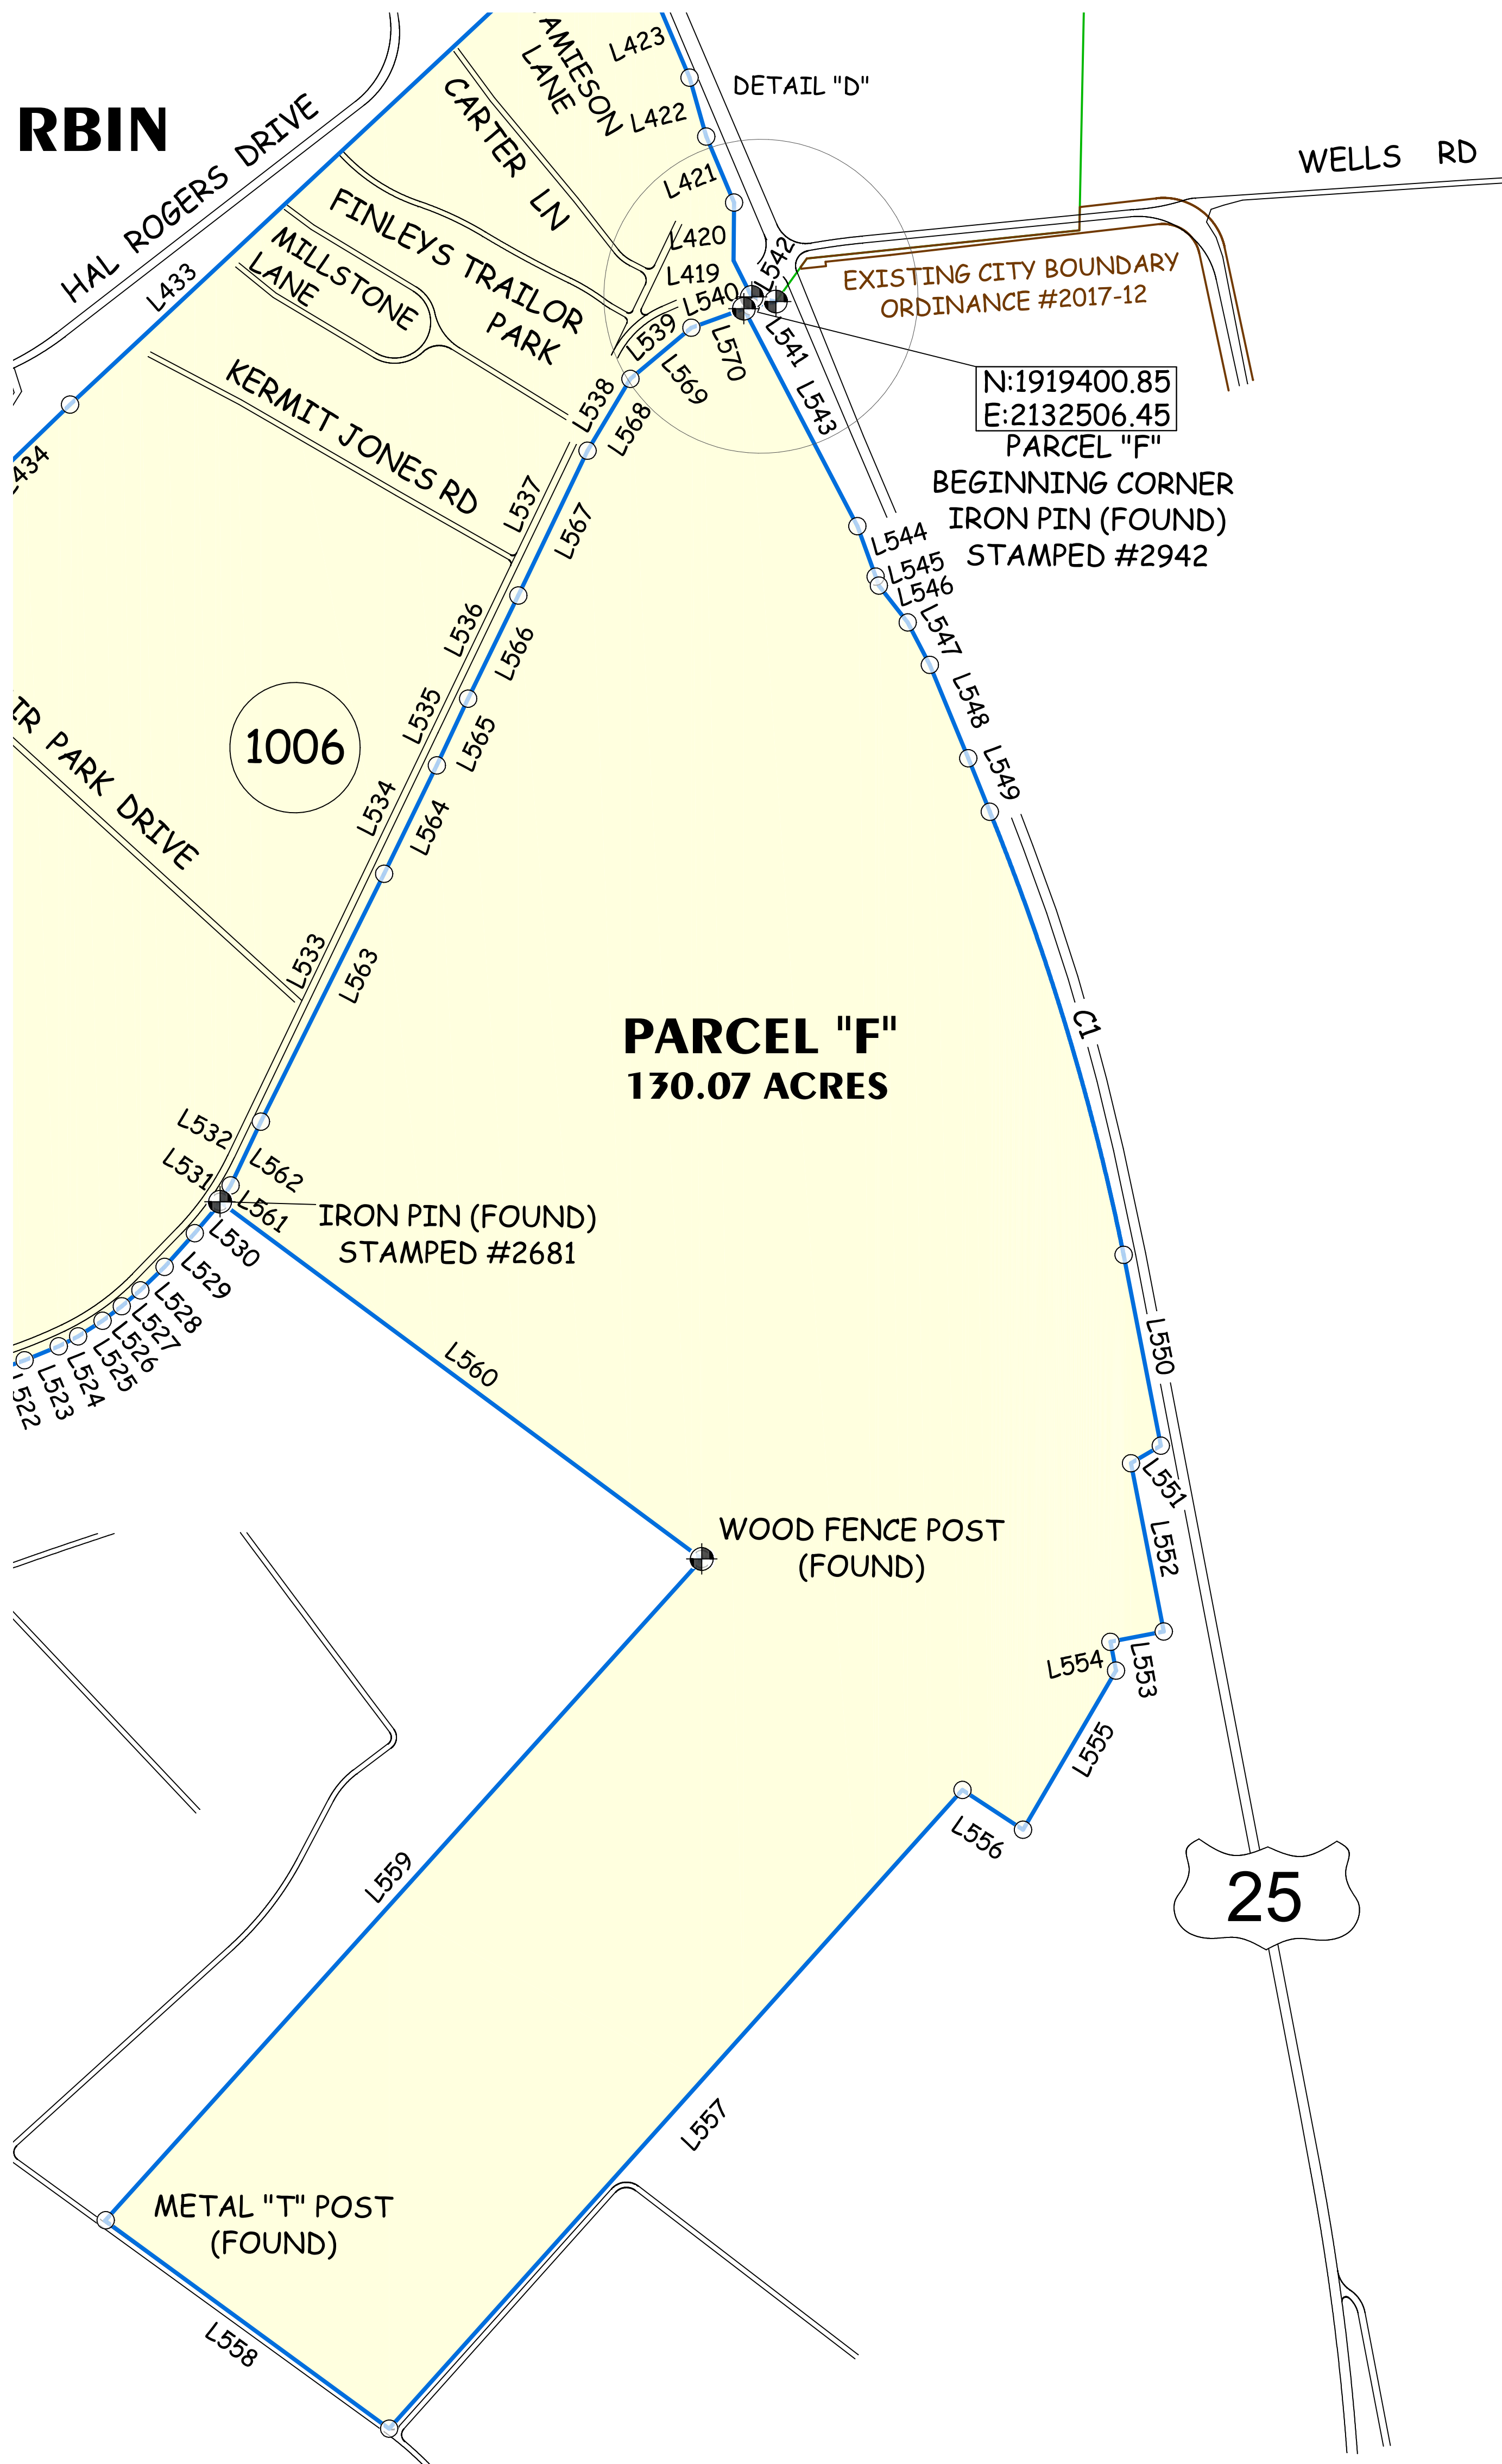 RBIN
HAL ROGERS DRIVE
L433
L434
CARTER LN
AMIESON
LANE
L423
L422
L421
L420
L419
DETAIL "D"
WELLS RD
FINLEYS TRAILOR
PARK
MILLSTONE
LANE
KERMIT JONES RD
L542
L540
L539
L538
L541
L570
L569
L568
L543
EXISTING CITY BOUNDARY
ORDINANCE #2017-12
N:1919400.85
E:2132506.45
PARCEL "F"
BEGINNING CORNER
IRON PIN (FOUND)
STAMPED #2942
L537
L567
L544
L545
L546
L547
L536
L566
L548
L535
L565
L549
1006
IR PARK DRIVE
L534
L564
L533
L563
C1
PARCEL "F"
130.07 ACRES
L532
L531
L562
L561
IRON PIN (FOUND)
STAMPED #2681
L530
L529
L528
L527
L526
L525
L524
L523
L522
L550
L560
L551
L552
WOOD FENCE POST
(FOUND)
L554
L553
L555
L556
L559
25
L557
METAL "T" POST
(FOUND)
L558